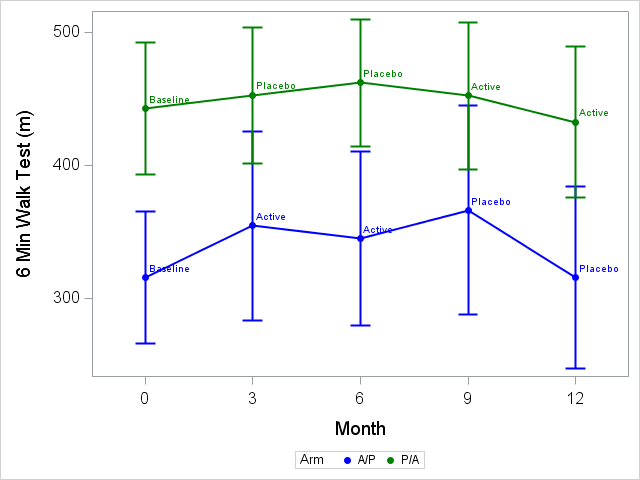 500
400
300
6 Min Walk Test (m)
Baseline
Placebo
Placebo
Active
Active
Baseline
Active
Active
Placebo
Placebo
0 3 6 9 12
Month
Arm A/P P/A